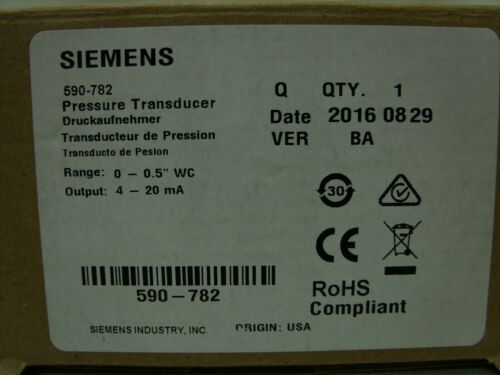 SIEMENS
590-782
Pressure Transducer
Druckaufnehmer
Transducteur de Pression
Transducto de Pesion
Range: 0 – 0.5" WC
Output: 4 – 20 mA
Q QTY. 1
Date 2016 08 29
VER BA
30
CE
RoHS
Compliant
590–782
SIEMENS INDUSTRY, INC.
ORIGIN: USA